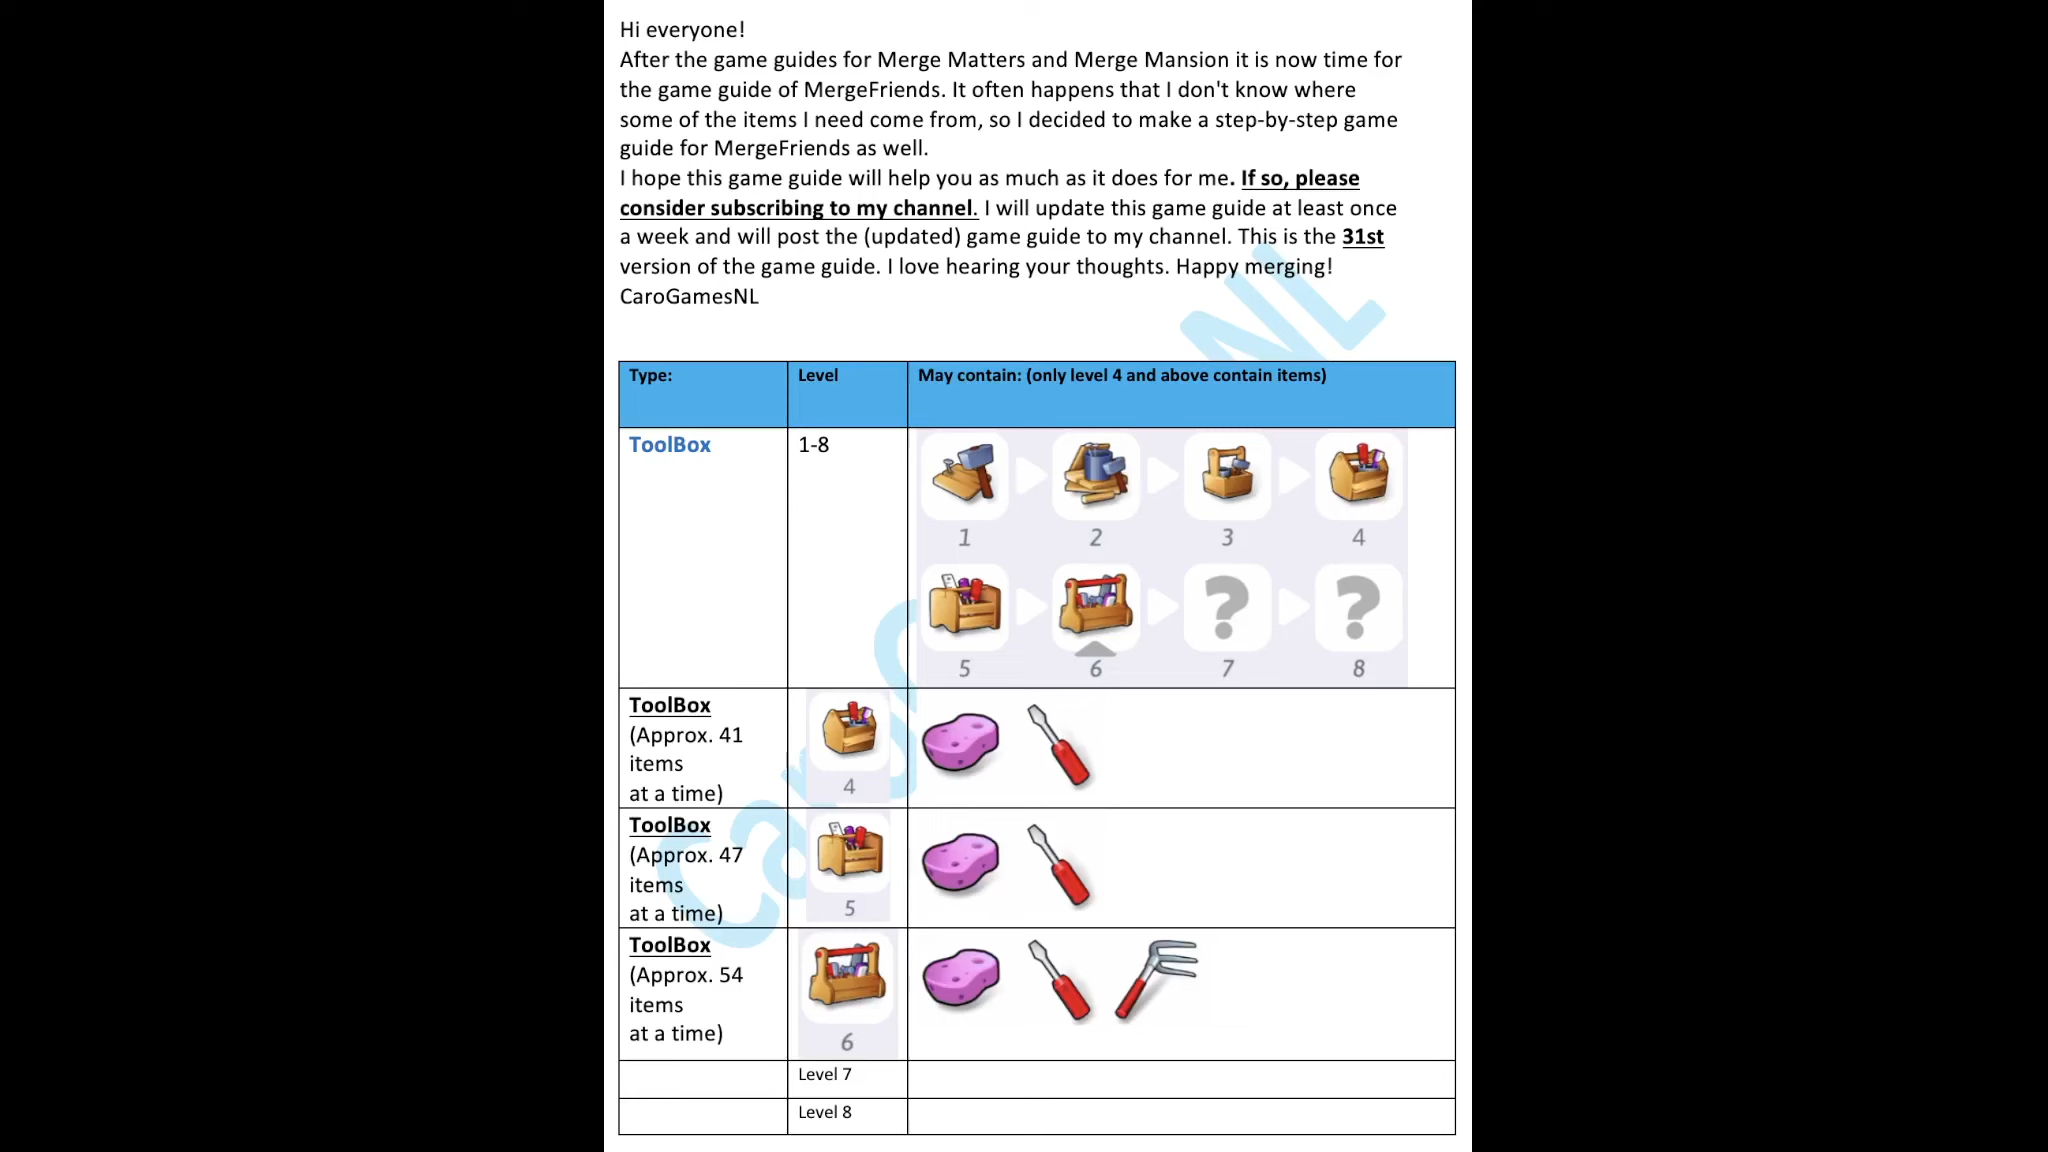 Hi everyone!
After the game guides for Merge Matters and Merge Mansion it is now time for
the game guide of MergeFriends. It often happens that I don't know where
some of the items I need come from, so I decided to make a step-by-step game
guide for MergeFriends as well.
I hope this game guide will help you as much as it does for me. If so, please
consider subscribing to my channel. I will update this game guide at least once
a week and will post the (updated) game guide to my channel. This is the 31st
version of the game guide. I love hearing your thoughts. Happy merging!
CaroGamesNL
Type: Level May contain: (only level 4 and above contain items)
ToolBox 1-8
1 2 3 4
? ?
5 6 7 8
ToolBox
(Approx. 41
items
at a time)
4
ToolBox
(Approx. 47
items
at a time)
5
ToolBox
(Approx. 54
items
at a time)
6
Level 7
Level 8